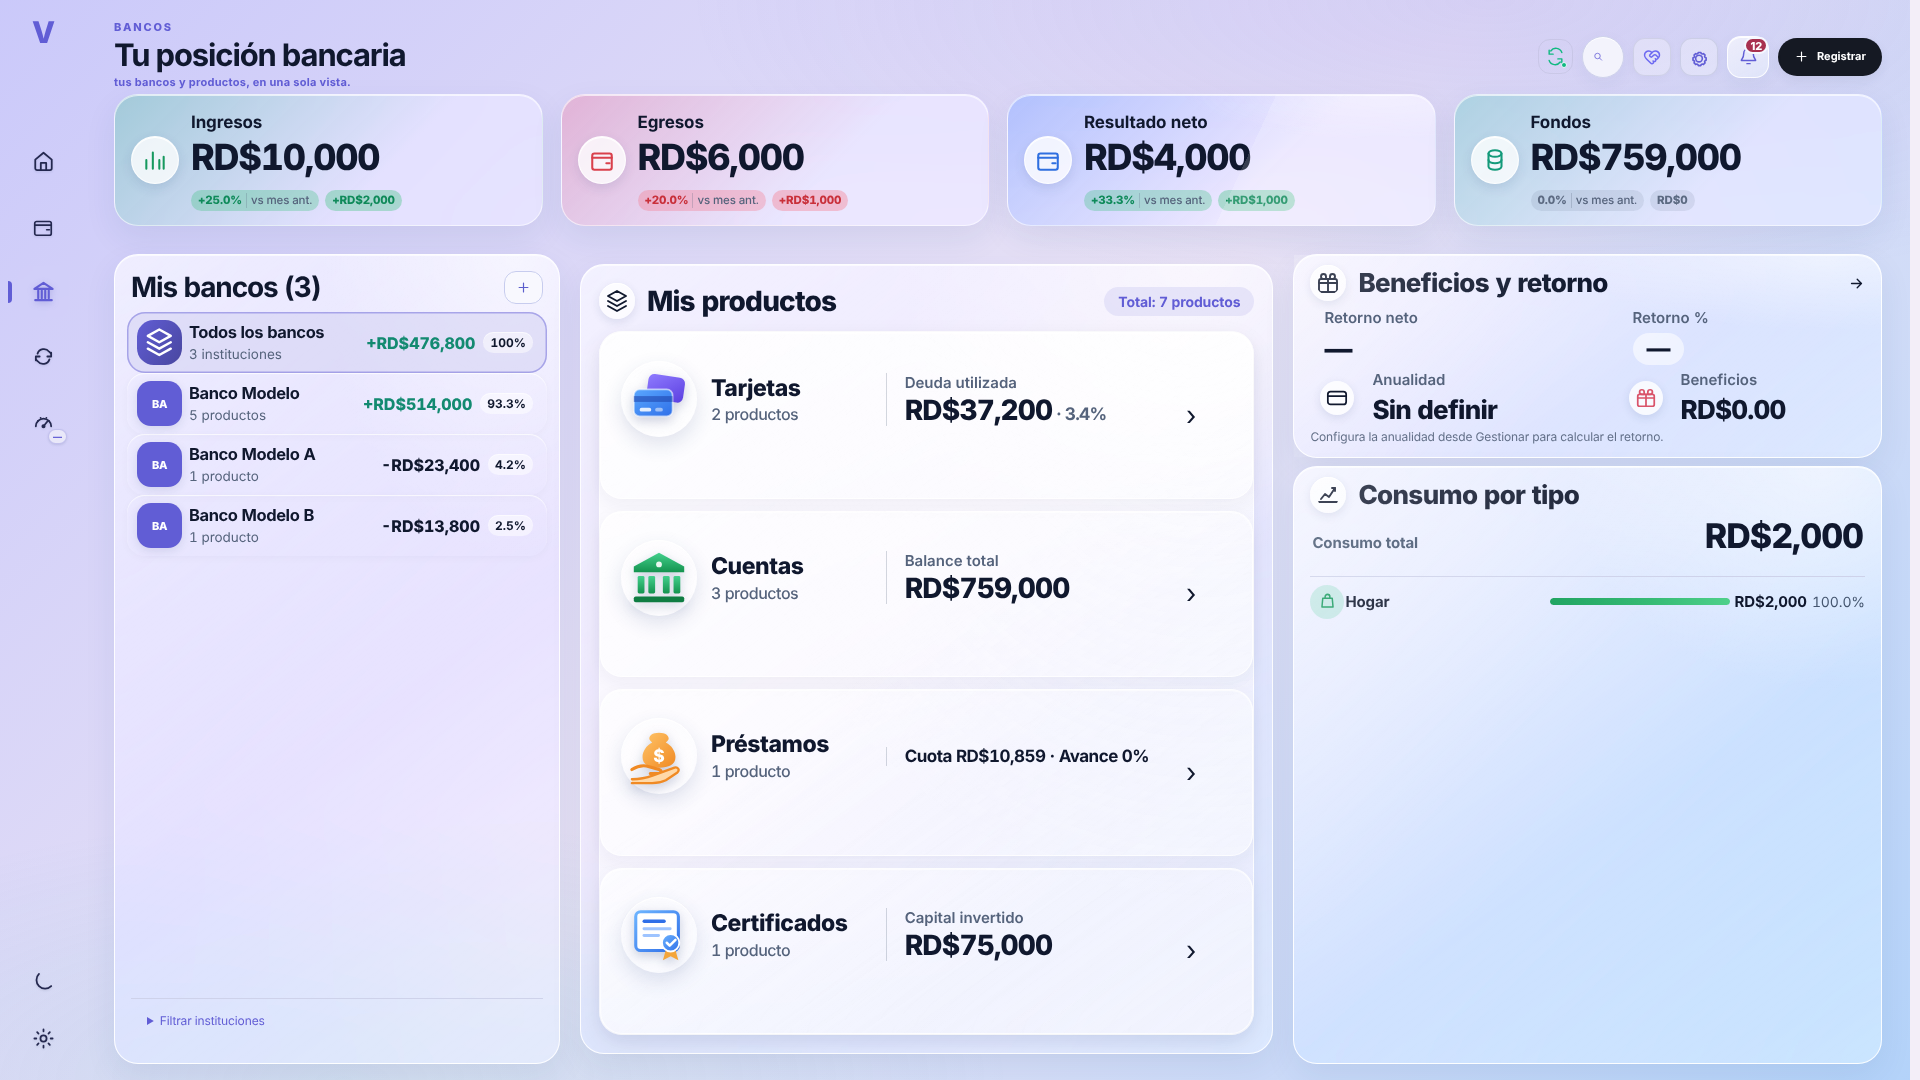 V
BANCOS
Tu posición bancaria
tus bancos y productos, en una sola vista.
12
Registrar
Ingresos
RD$10,000
+25.0% vs mes ant. +RD$2,000
Egresos
RD$6,000
+20.0% vs mes ant. +RD$1,000
Resultado neto
RD$4,000
+33.3% vs mes ant. +RD$1,000
Fondos
RD$759,000
0.0% vs mes ant. RD$0
Mis bancos (3)
+
Todos los bancos
3 instituciones
+RD$476,800 100%
BA
Banco Modelo
5 productos
+RD$514,000 93.3%
BA
Banco Modelo A
1 producto
-RD$23,400 4.2%
BA
Banco Modelo B
1 producto
-RD$13,800 2.5%
Filtrar instituciones
Mis productos
Total: 7 productos
Tarjetas
2 productos
Deuda utilizada
RD$37,200 · 3.4%
Cuentas
3 productos
Balance total
RD$759,000
$
Préstamos
1 producto
Cuota RD$10,859 · Avance 0%
Certificados
1 producto
Capital invertido
RD$75,000
Beneficios y retorno
Retorno neto
—
Retorno %
—
Anualidad
Sin definir
Beneficios
RD$0.00
Configura la anualidad desde Gestionar para calcular el retorno.
Consumo por tipo
Consumo total
RD$2,000
Hogar
RD$2,000 100.0%